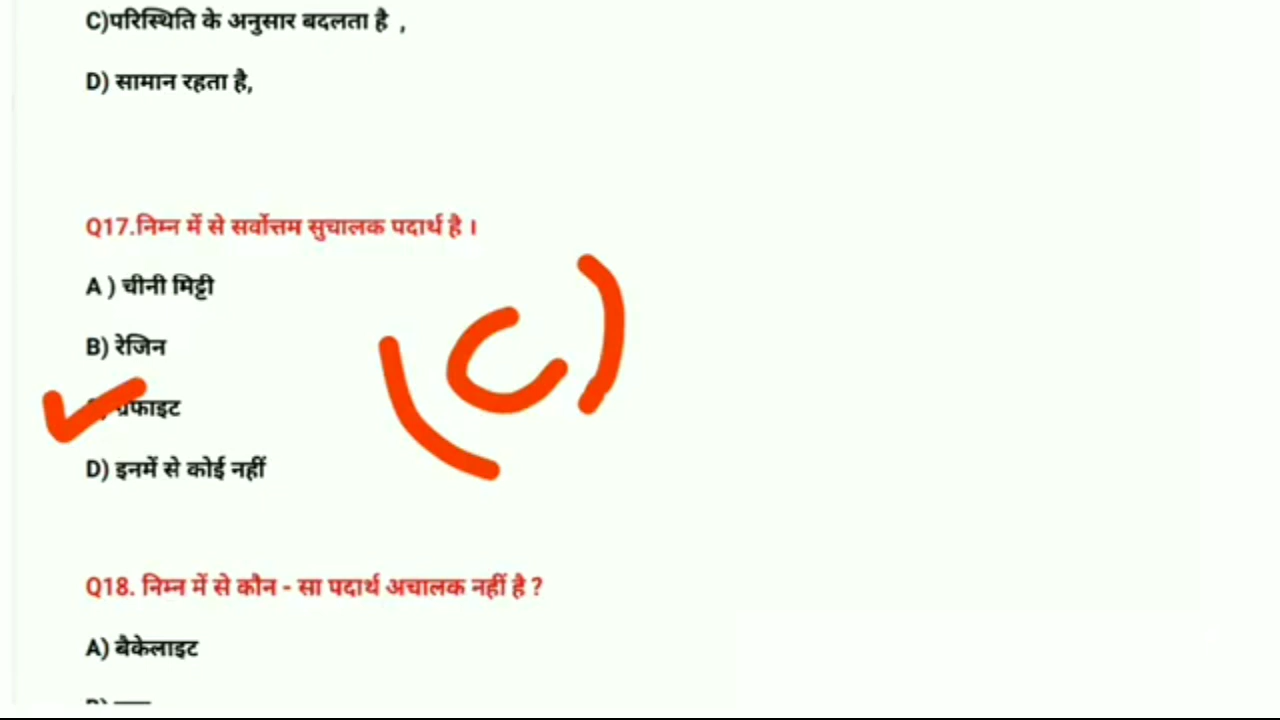 C)परिस्थिति के अनुसार बदलता है ,
D) सामान रहता है,
Q17.निम्न में से सर्वोत्तम सुचालक पदार्थ है ।
A ) चीनी मिट्टी
B) रेजिन
(C)
ग्रेफाइट
D) इनमें से कोई नहीं
Q18. निम्न में से कौन - सा पदार्थ अचालक नहीं है ?
A) बैकेलाइट